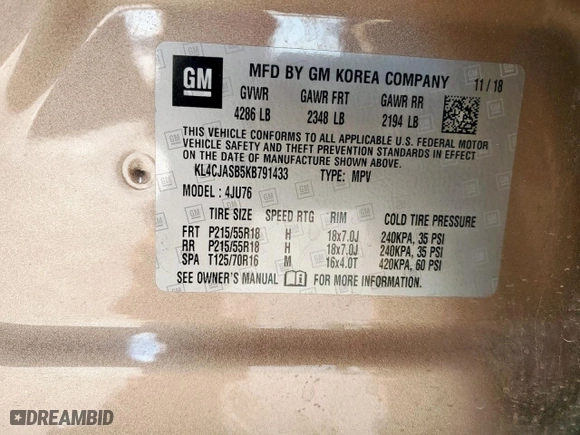 GM
MFD BY GM KOREA COMPANY 11 / 18
GVWR GAWR FRT GAWR RR
4286 LB 2348 LB 2194 LB
THIS VEHICLE CONFORMS TO ALL APPLICABLE U.S. FEDERAL MOTOR
VEHICLE SAFETY AND THEFT PREVENTION STANDARDS IN EFFECT
ON THE DATE OF MANUFACTURE SHOWN ABOVE.
KL4CJASB5KB791433 TYPE: MPV
MODEL : 4JU76
TIRE SIZE SPEED RTG RIM COLD TIRE PRESSURE
FRT P215/55R18 H 18x7.0J 240KPA, 35 PSI
RR P215/55R18 H 18x7.0J 240KPA, 35 PSI
SPA T125/70R16 M 16x4.0T 420KPA, 60 PSI
SEE OWNER'S MANUAL FOR MORE INFORMATION.
DREAMBID